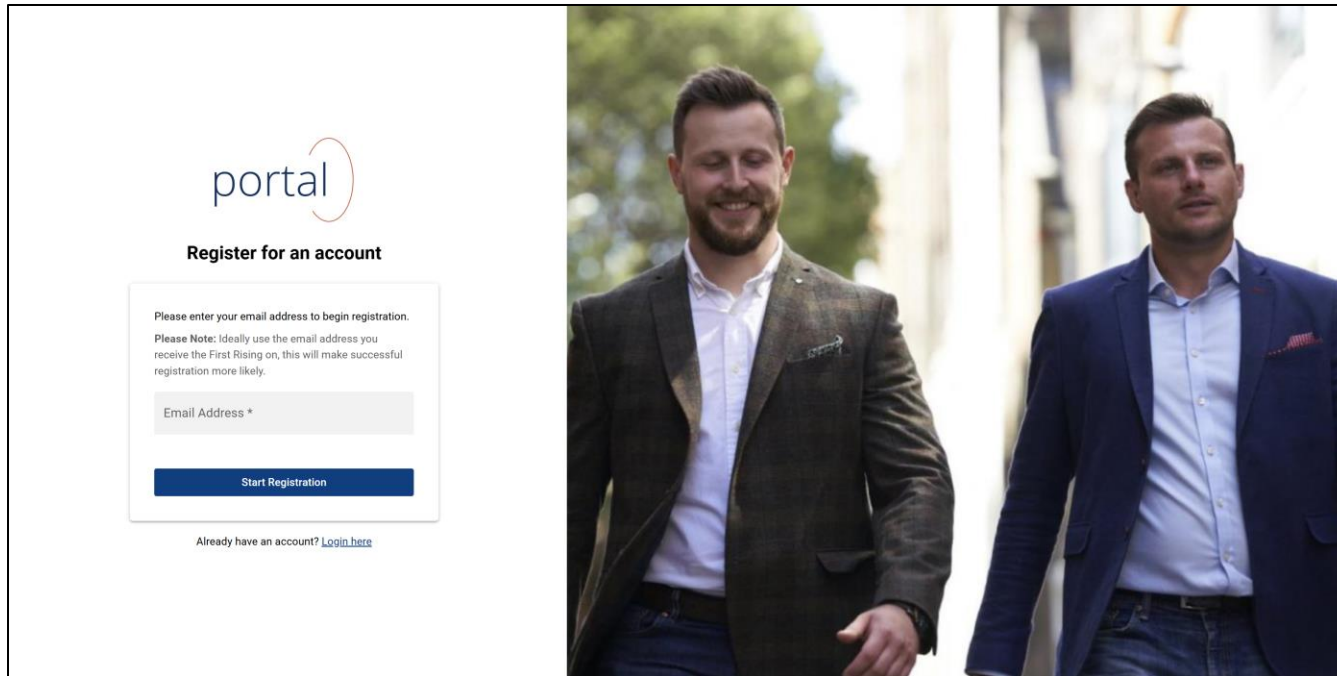 portal
Register for an account
Please enter your email address to begin registration.
Please Note: Ideally use the email address you
receive the First Rising on, this will make successful
registration more likely.
Email Address *
Start Registration
Already have an account? Login here